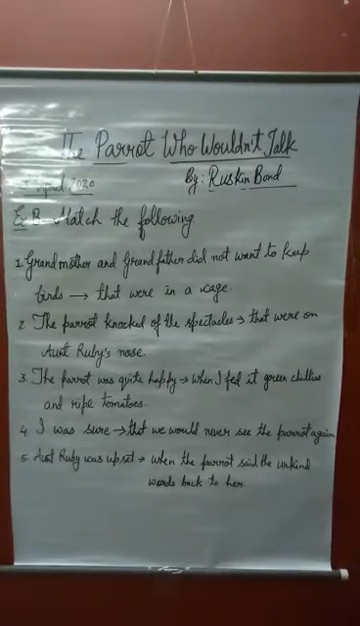 The Parrot Who Wouldn't Talk
by: Ruskin Bond
April 2020
Ex B. Match the following
1. Grandmother and Grandfather did not want to keep
birds → that were in a cage.
2. The parrot knocked of the spectacles → that were on
Aunt Ruby's nose.
3. The parrot was quite happy → when I fed it green chillies
and ripe tomatoes.
4. I was sure → that we would never see the parrot again
5. Aunt Ruby was upset → when the parrot said the unkind
words back to her.